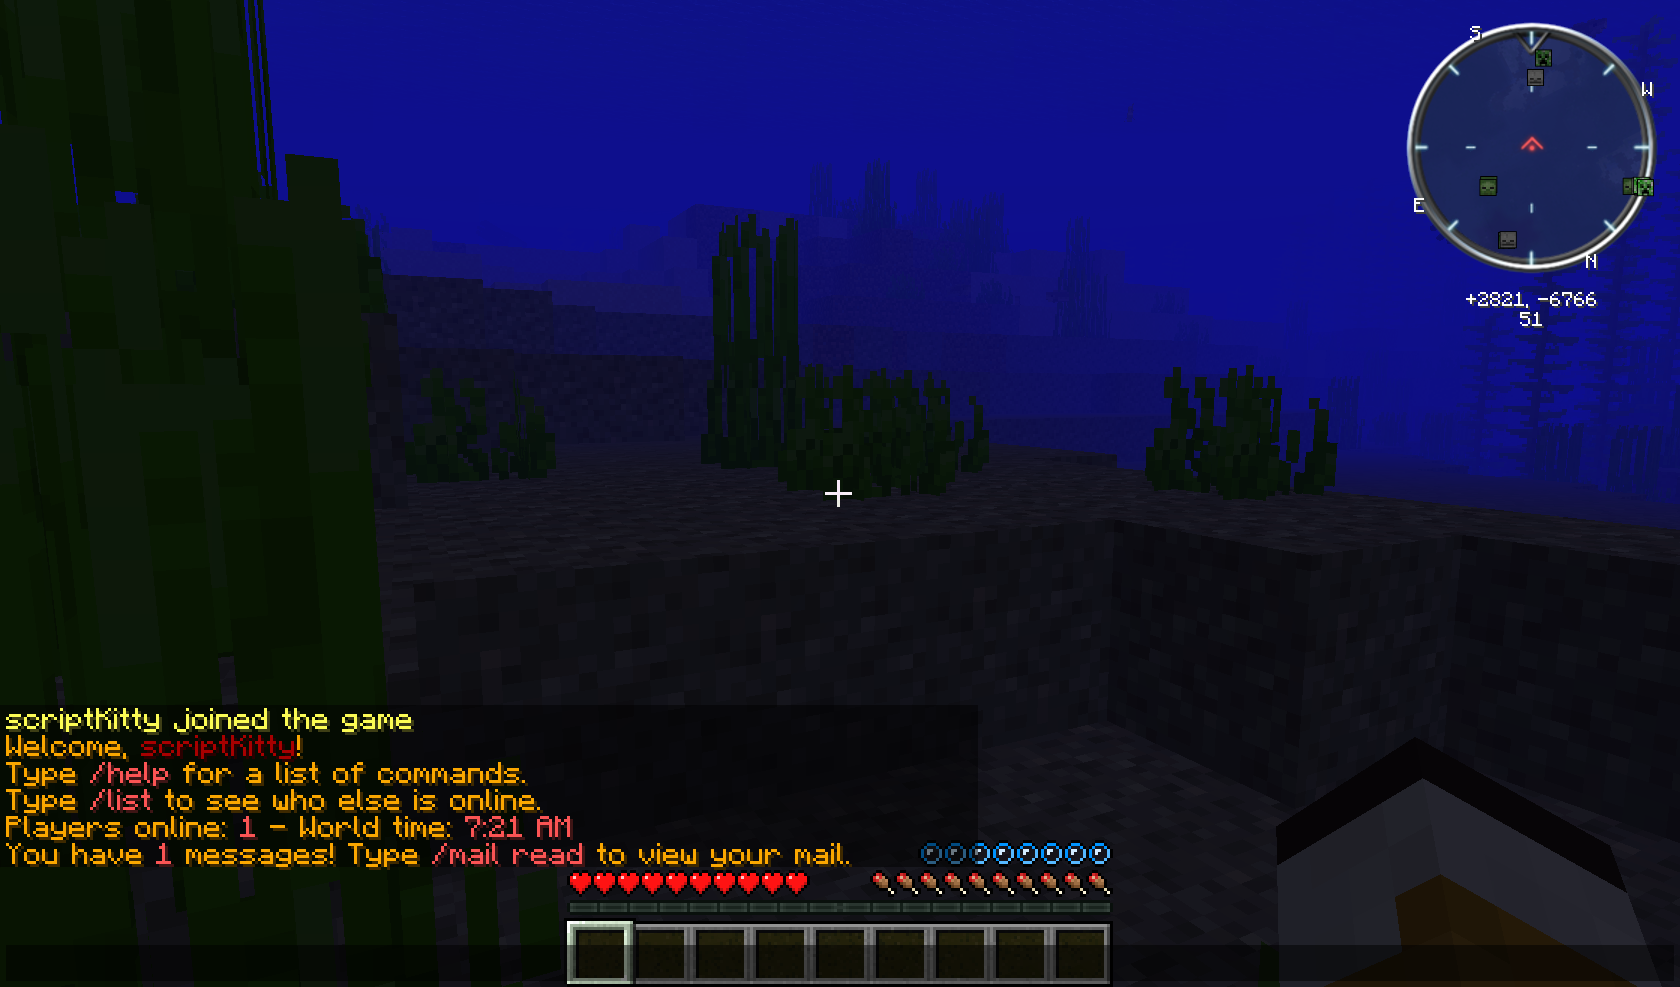 S
W
E
N
+2821, -6766
51
scriptKitty joined the game
Welcome, scriptKitty!
Type /help for a list of commands.
Type /list to see who else is online.
Players online: 1 - World time: 7:21 AM
You have 1 messages! Type /mail read to view your mail.